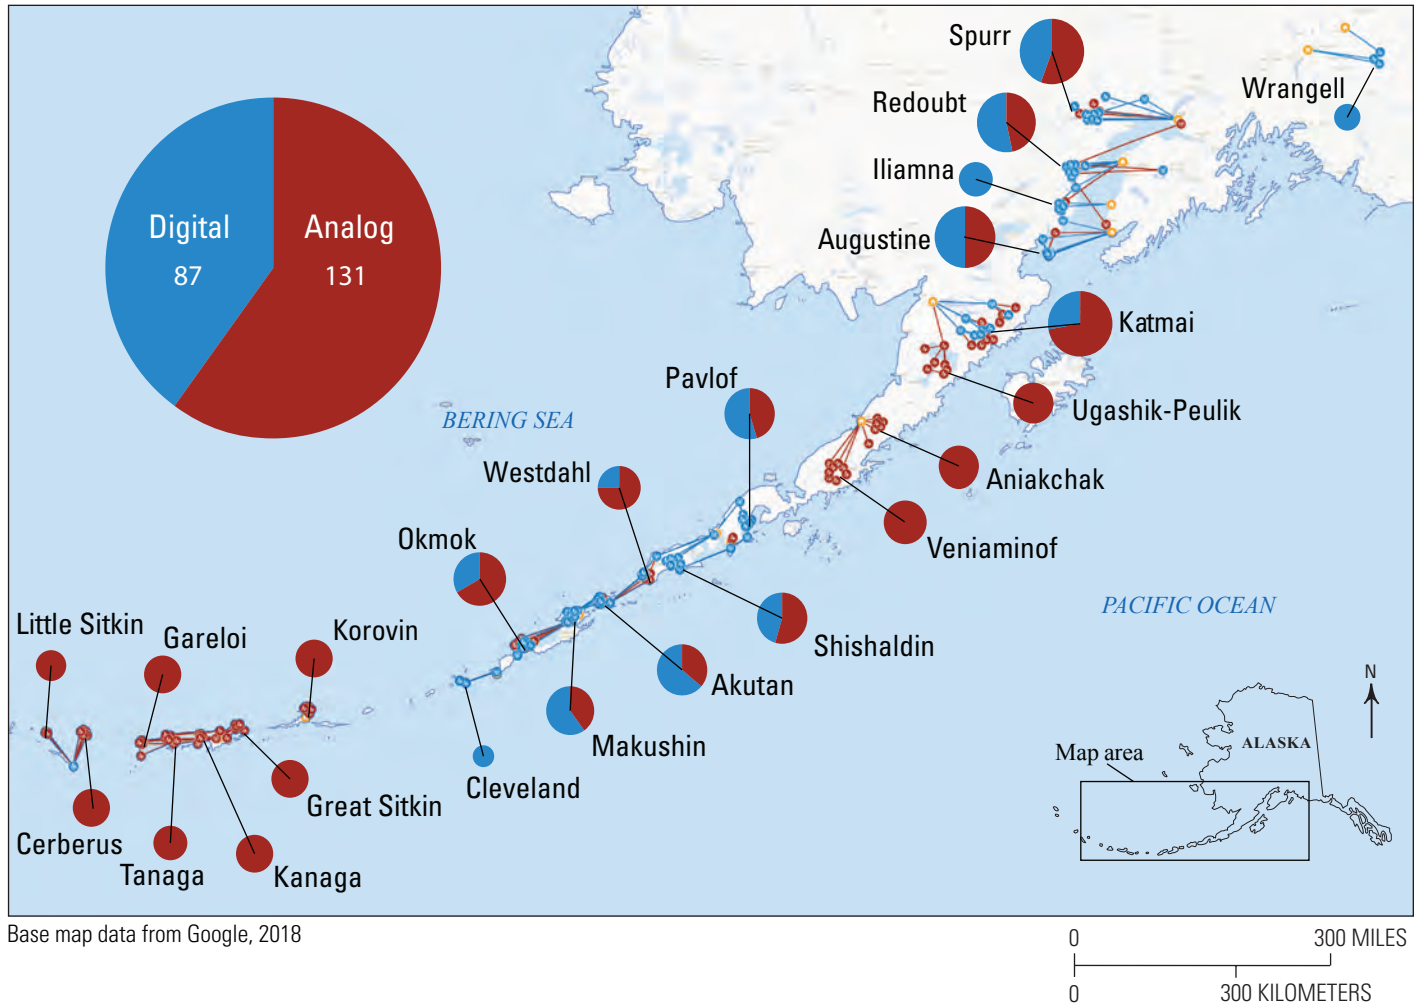 Spurr
Wrangell
Redoubt
Iliamna
Digital
87
Analog
131
Augustine
Katmai
Pavlof
Ugashik-Peulik
BERING SEA
Westdahl
Aniakchak
Okmok
Veniaminof
PACIFIC OCEAN
Little Sitkin
Gareloi
Korovin
Shishaldin
Akutan
N
Makushin
ALASKA
Map area
Cleveland
Great Sitkin
Cerberus
Tanaga
Kanaga
Base map data from Google, 2018
0 300 MILES
0 300 KILOMETERS